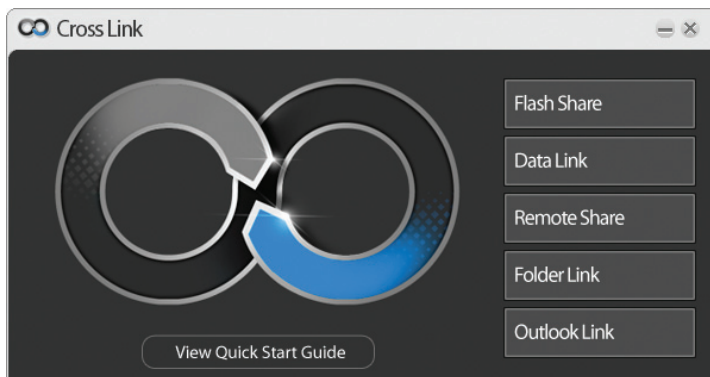 Cross Link
Flash Share
Data Link
Remote Share
Folder Link
Outlook Link
View Quick Start Guide